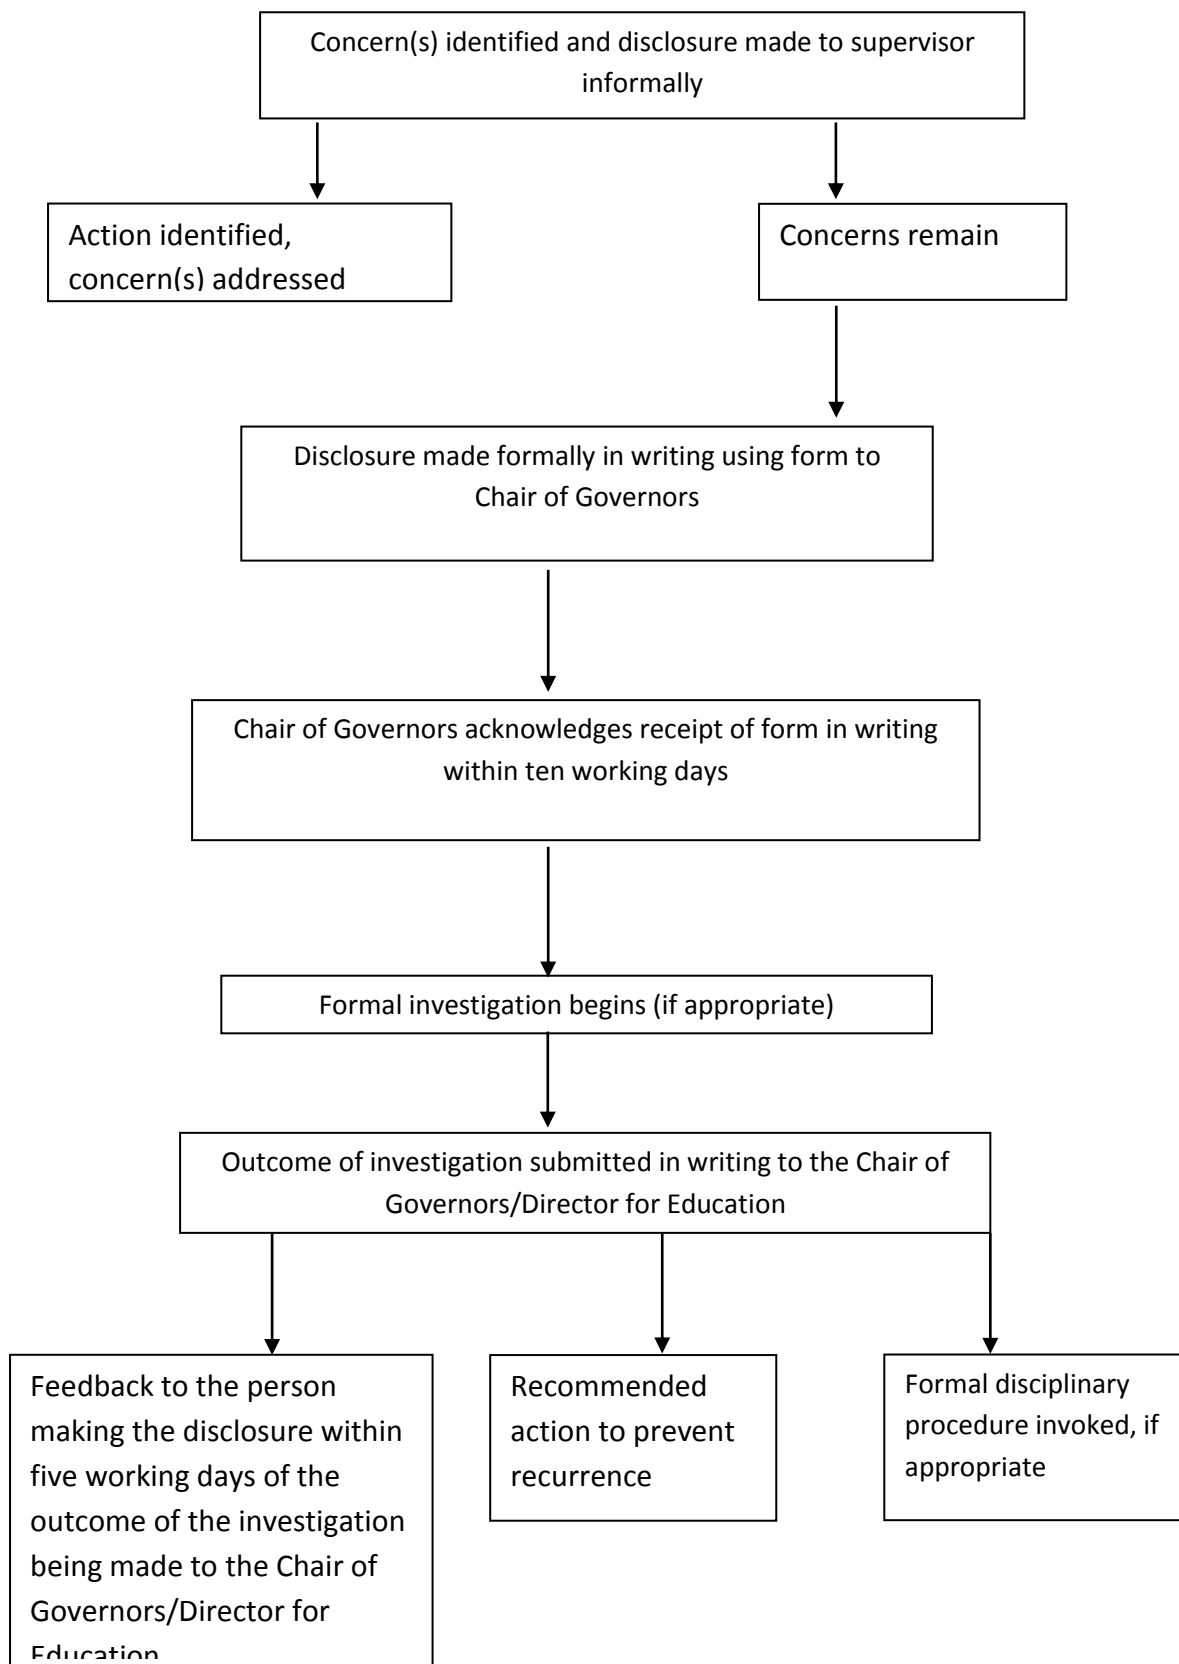 Concern(s) identified and disclosure made to supervisor
informally
Action identified,
concern(s) addressed
Concerns remain
Disclosure made formally in writing using form to
Chair of Governors
Chair of Governors acknowledges receipt of form in writing
within ten working days
Formal investigation begins (if appropriate)
Outcome of investigation submitted in writing to the Chair of
Governors/Director for Education
Feedback to the person
making the disclosure within
five working days of the
outcome of the investigation
being made to the Chair of
Governors/Director for
Education
Recommended
action to prevent
recurrence
Formal disciplinary
procedure invoked, if
appropriate